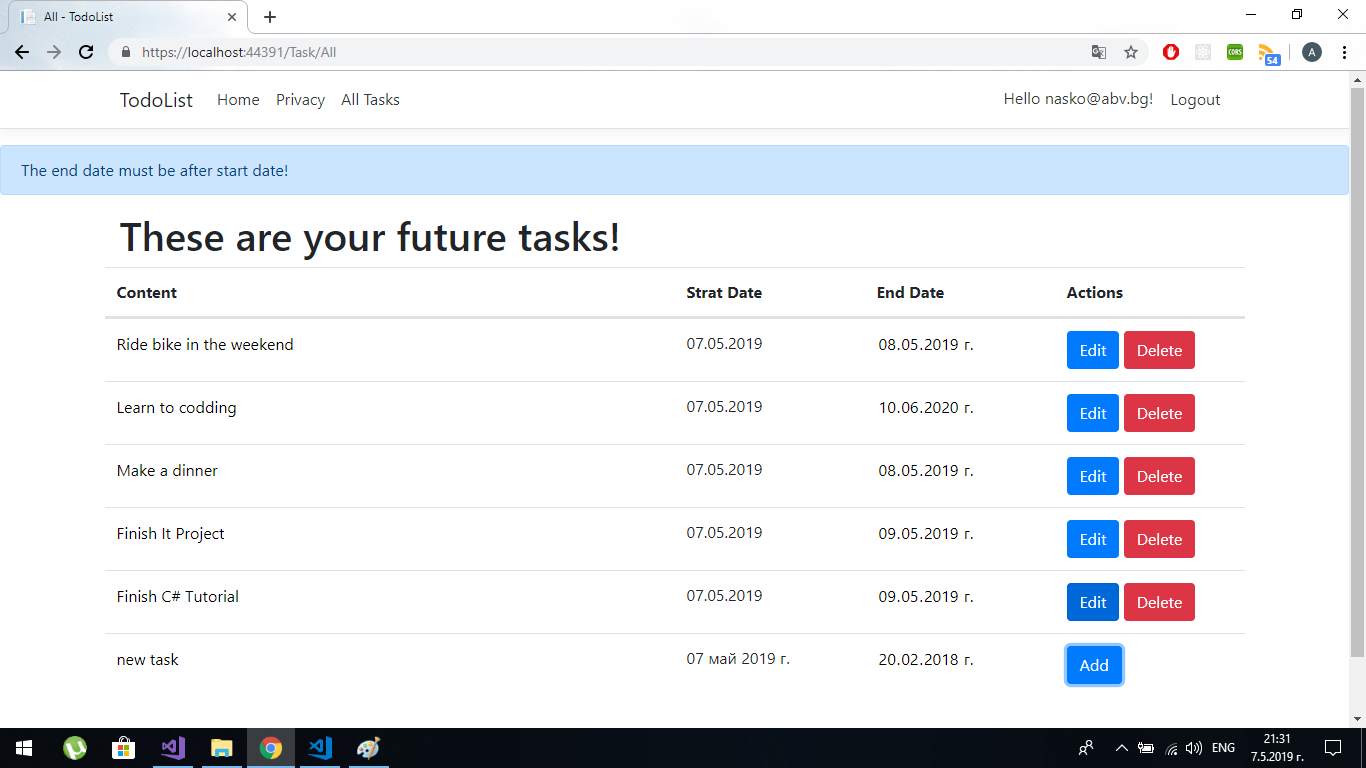 All - TodoList
https://localhost:44391/Task/All
CORS
54
A
TodoList Home Privacy All Tasks Hello nasko@abv.bg! Logout
The end date must be after start date!
These are your future tasks!
Content Strat Date End Date Actions
Ride bike in the weekend 07.05.2019 08.05.2019 г. Edit Delete
Learn to codding 07.05.2019 10.06.2020 г. Edit Delete
Make a dinner 07.05.2019 08.05.2019 г. Edit Delete
Finish It Project 07.05.2019 09.05.2019 г. Edit Delete
Finish C# Tutorial 07.05.2019 09.05.2019 г. Edit Delete
new task 07 май 2019 г. 20.02.2018 г. Add
ENG
21:31
7.5.2019 г.